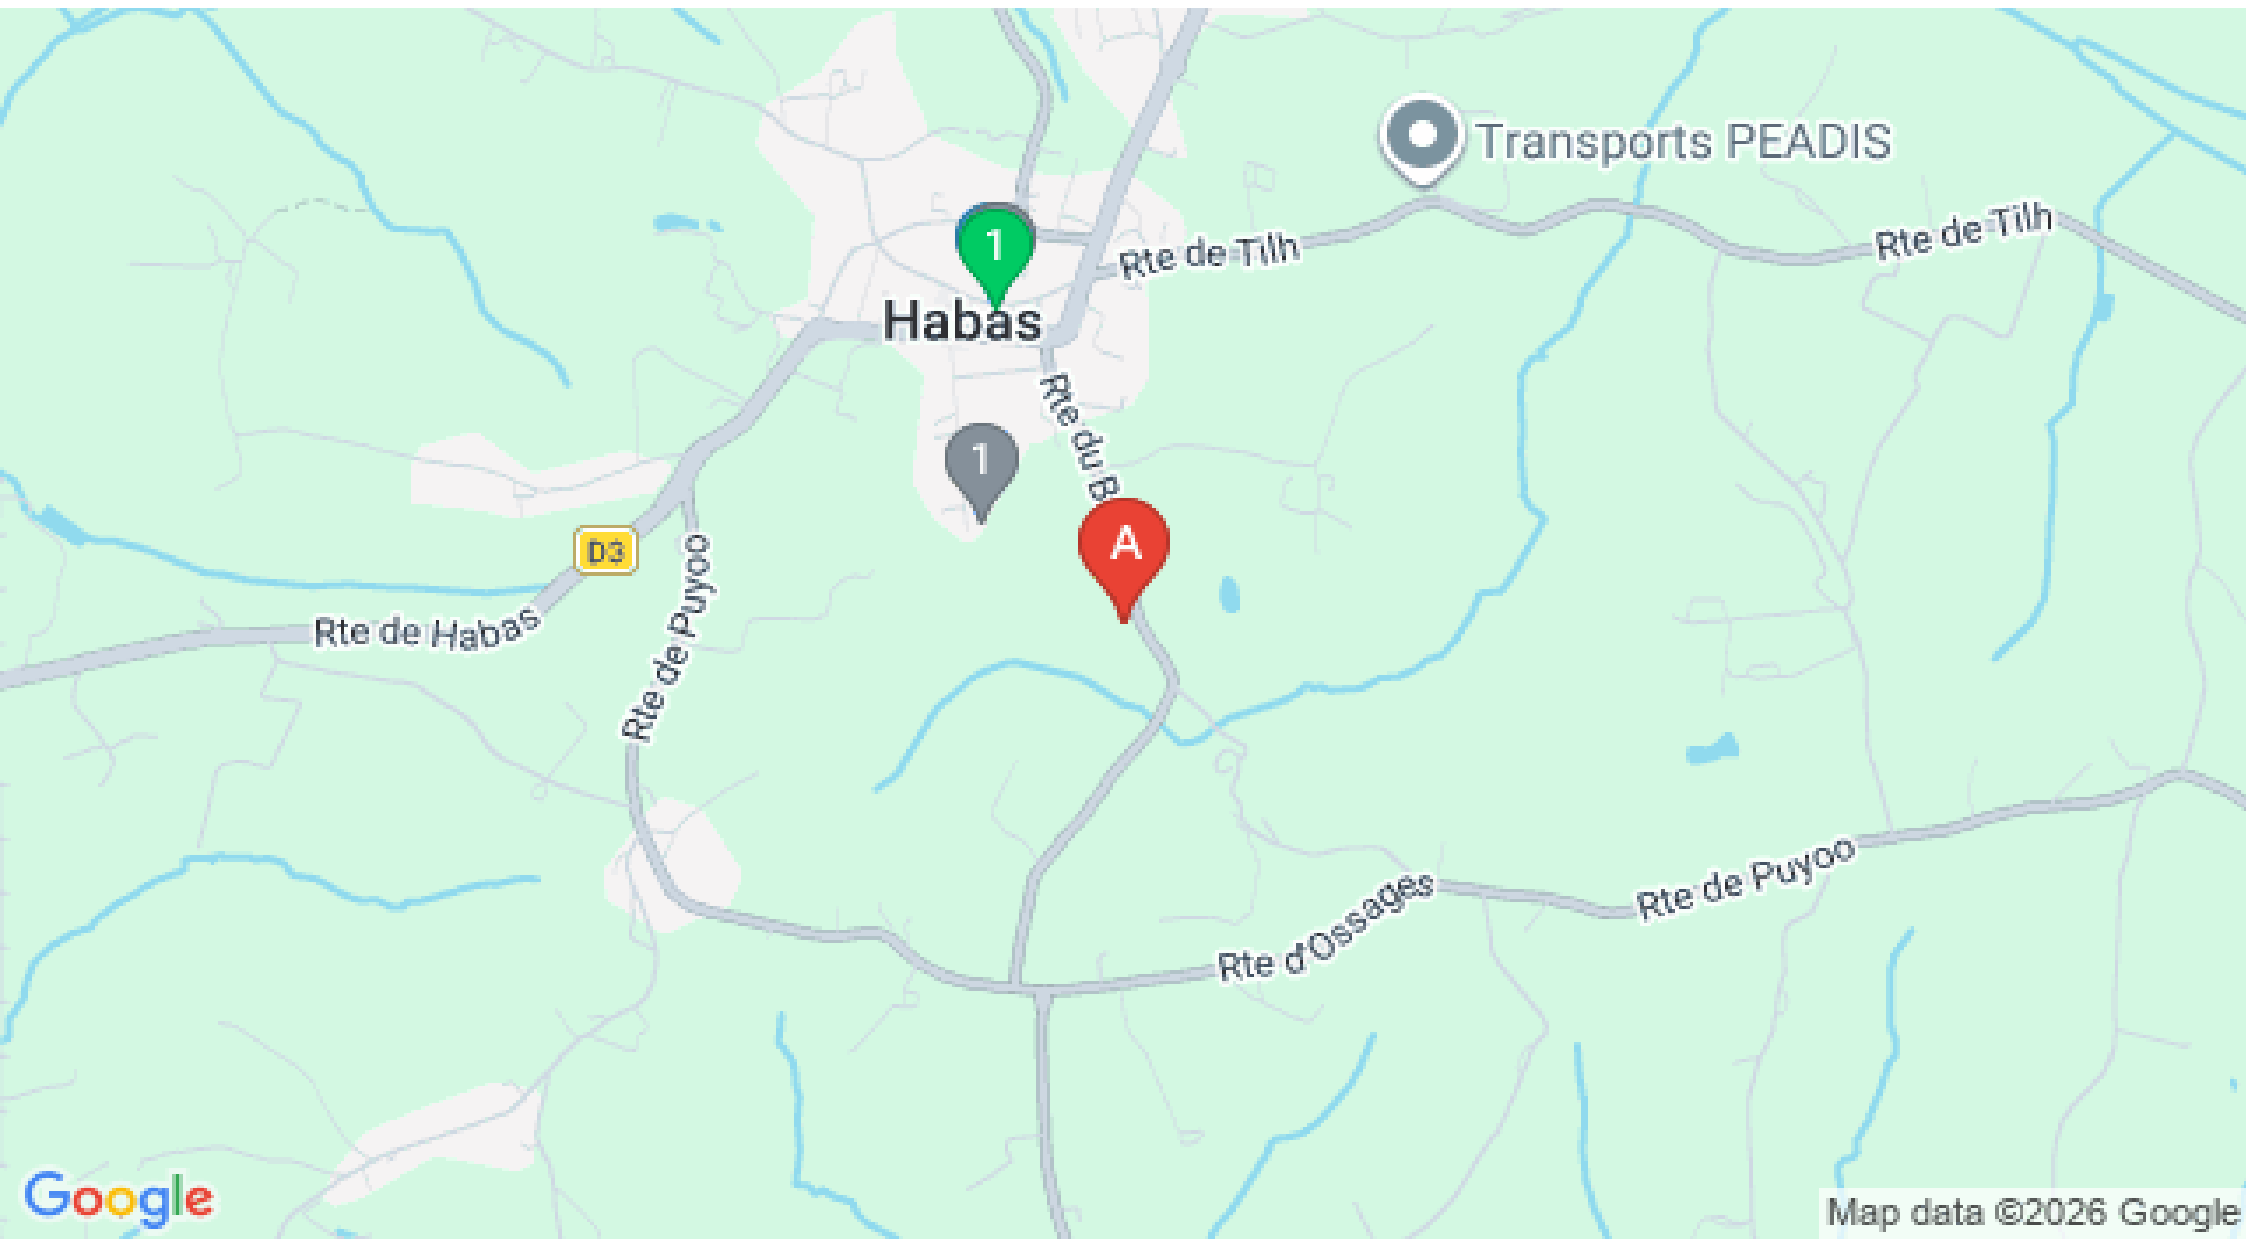 Transports PEADIS
Rte de Tilh
Rte de Tilh
1
Habas
Rte du B
1
A
D3
Rte de Habas
Rte de Puyoo
Rte de Puyoo
Rte d'Ossages
Google
Map data ©2026 Google